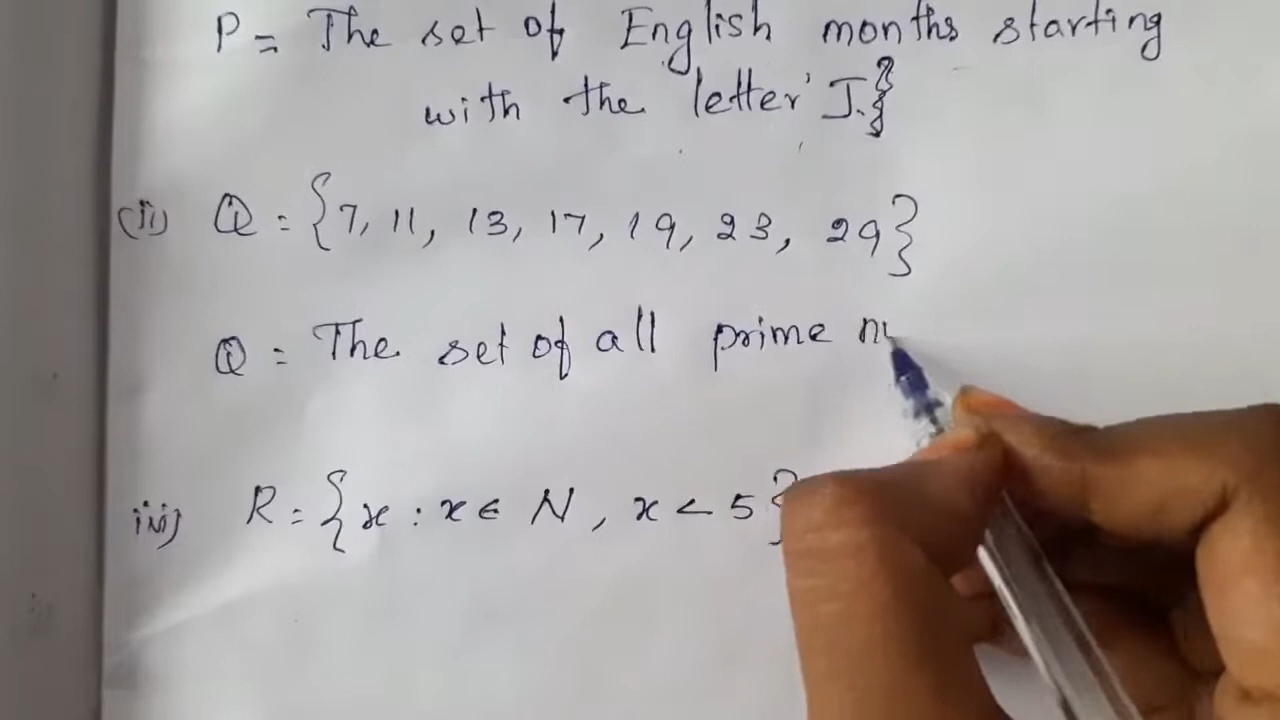 P = The set of English months starting
with the letter 'J.}
(ii) Q = {7, 11, 13, 17, 19, 23, 29}
Q = The set of all prime nu
iii) R = {x : x ∈ N, x < 5}